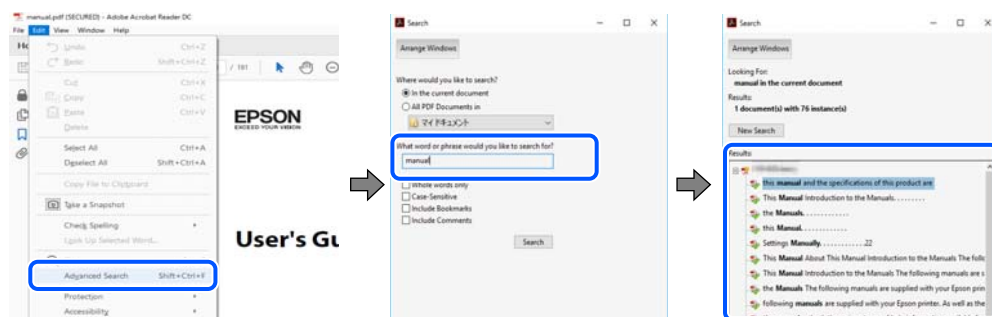 manual.pdf (SECURED) - Adobe Acrobat Reader DC
File Edit View Window Help
Undo Ctrl+Z
Redo Shift+Ctrl+Z
Cut Ctrl+X
Copy Ctrl+C
Paste Ctrl+V
Delete
Select All Ctrl+A
Deselect All Shift+Ctrl+A
Copy File to Clipboard
Take a Snapshot
Check Spelling
Look Up Selected Word...
Advanced Search Shift+Ctrl+F
Protection
Accessibility
/ 181
EPSON
EXCEED YOUR VISION
User's Gu
Search
Arrange Windows
Where would you like to search?
In the current document
All PDF Documents in
マイ ドキュメント
What word or phrase would you like to search for?
manual
Whole words only
Case-Sensitive
Include Bookmarks
Include Comments
Search
Search
Arrange Windows
Looking For:
manual in the current document
Results:
1 document(s) with 76 instance(s)
New Search
Results:
this manual and the specifications of this product are
This Manual Introduction to the Manuals. . . . . . . . .
the Manuals. . . . . . . . . . . .
this Manual. . . . . . . . . . . .
Settings Manually. . . . . . . . . . . .22
This Manual About This Manual Introduction to the Manuals The follo
This Manual Introduction to the Manuals The following manuals are s
the Manuals The following manuals are supplied with your Epson prin
following manuals are supplied with your Epson printer. As well as the